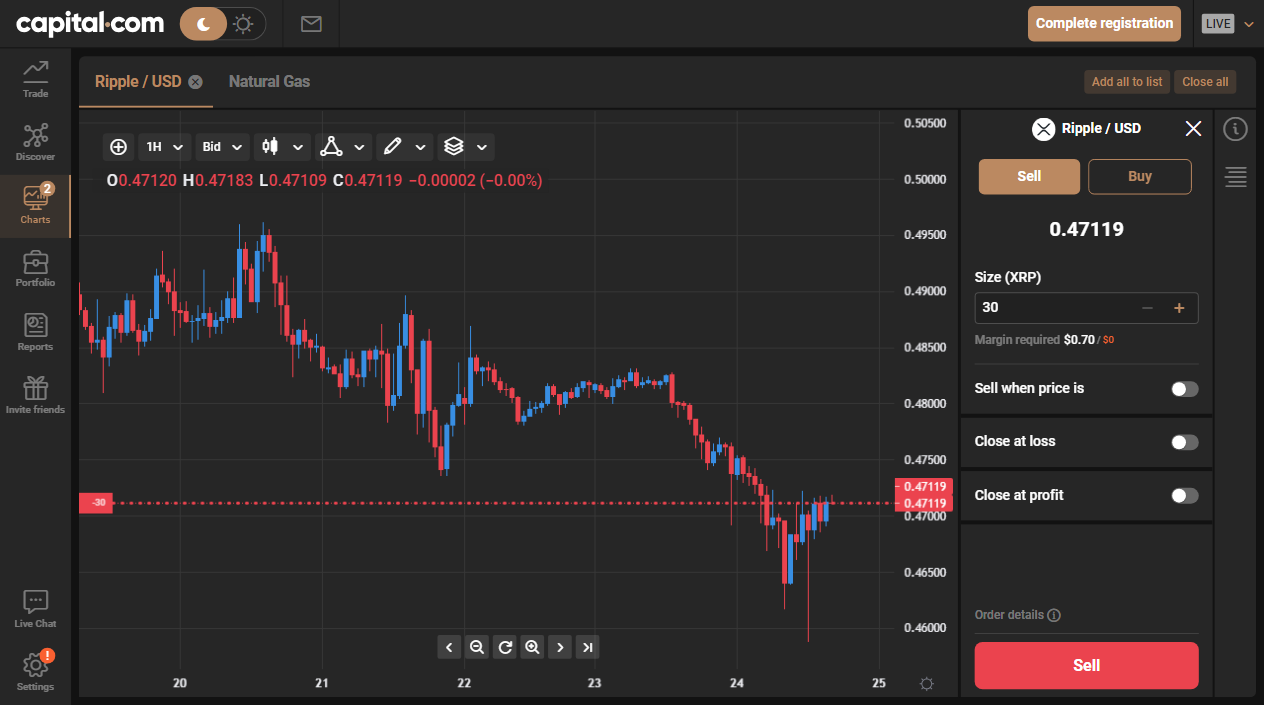 capital.com
Complete registration
LIVE
Trade
Discover
2
Charts
Portfolio
Reports
Invite friends
Live Chat
!
Settings
Ripple / USD
Natural Gas
Add all to list
Close all
1H
Bid
O0.47120 H0.47183 L0.47109 C0.47119 −0.00002 (−0.00%)
0.50500
0.50000
0.49500
0.49000
0.48500
0.48000
0.47500
0.47119
0.47119
0.47000
0.46500
0.46000
-30
20
21
22
23
24
25
Ripple / USD
Sell
Buy
0.47119
Size (XRP)
30
Margin required $0.70 / $0
Sell when price is
Close at loss
Close at profit
Order details
Sell